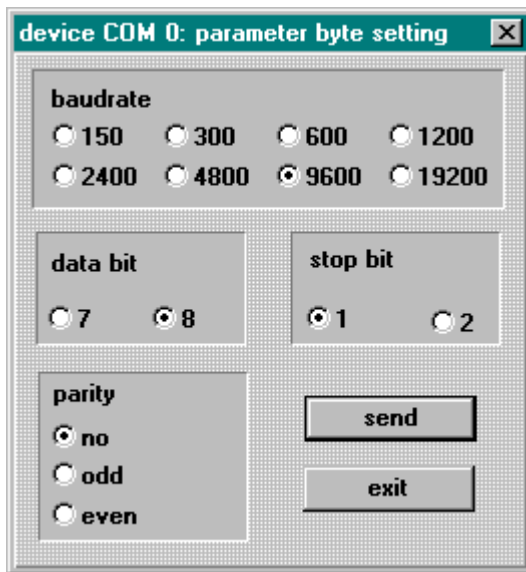 device COM 0: parameter byte setting
baudrate
150 300 600 1200
2400 4800 9600 19200
data bit
7 8
stop bit
1 2
parity
no
odd
even
send
exit